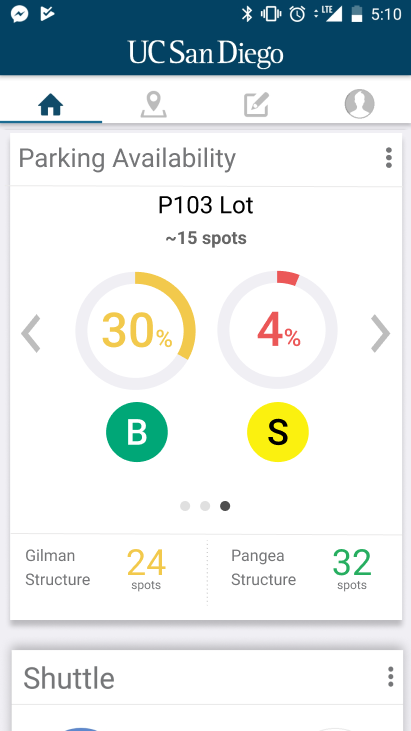 LTE 5:10
UC San Diego
Parking Availability
P103 Lot
~15 spots
30% 4%
B S
Gilman Structure 24 spots
Pangea Structure 32 spots
Shuttle